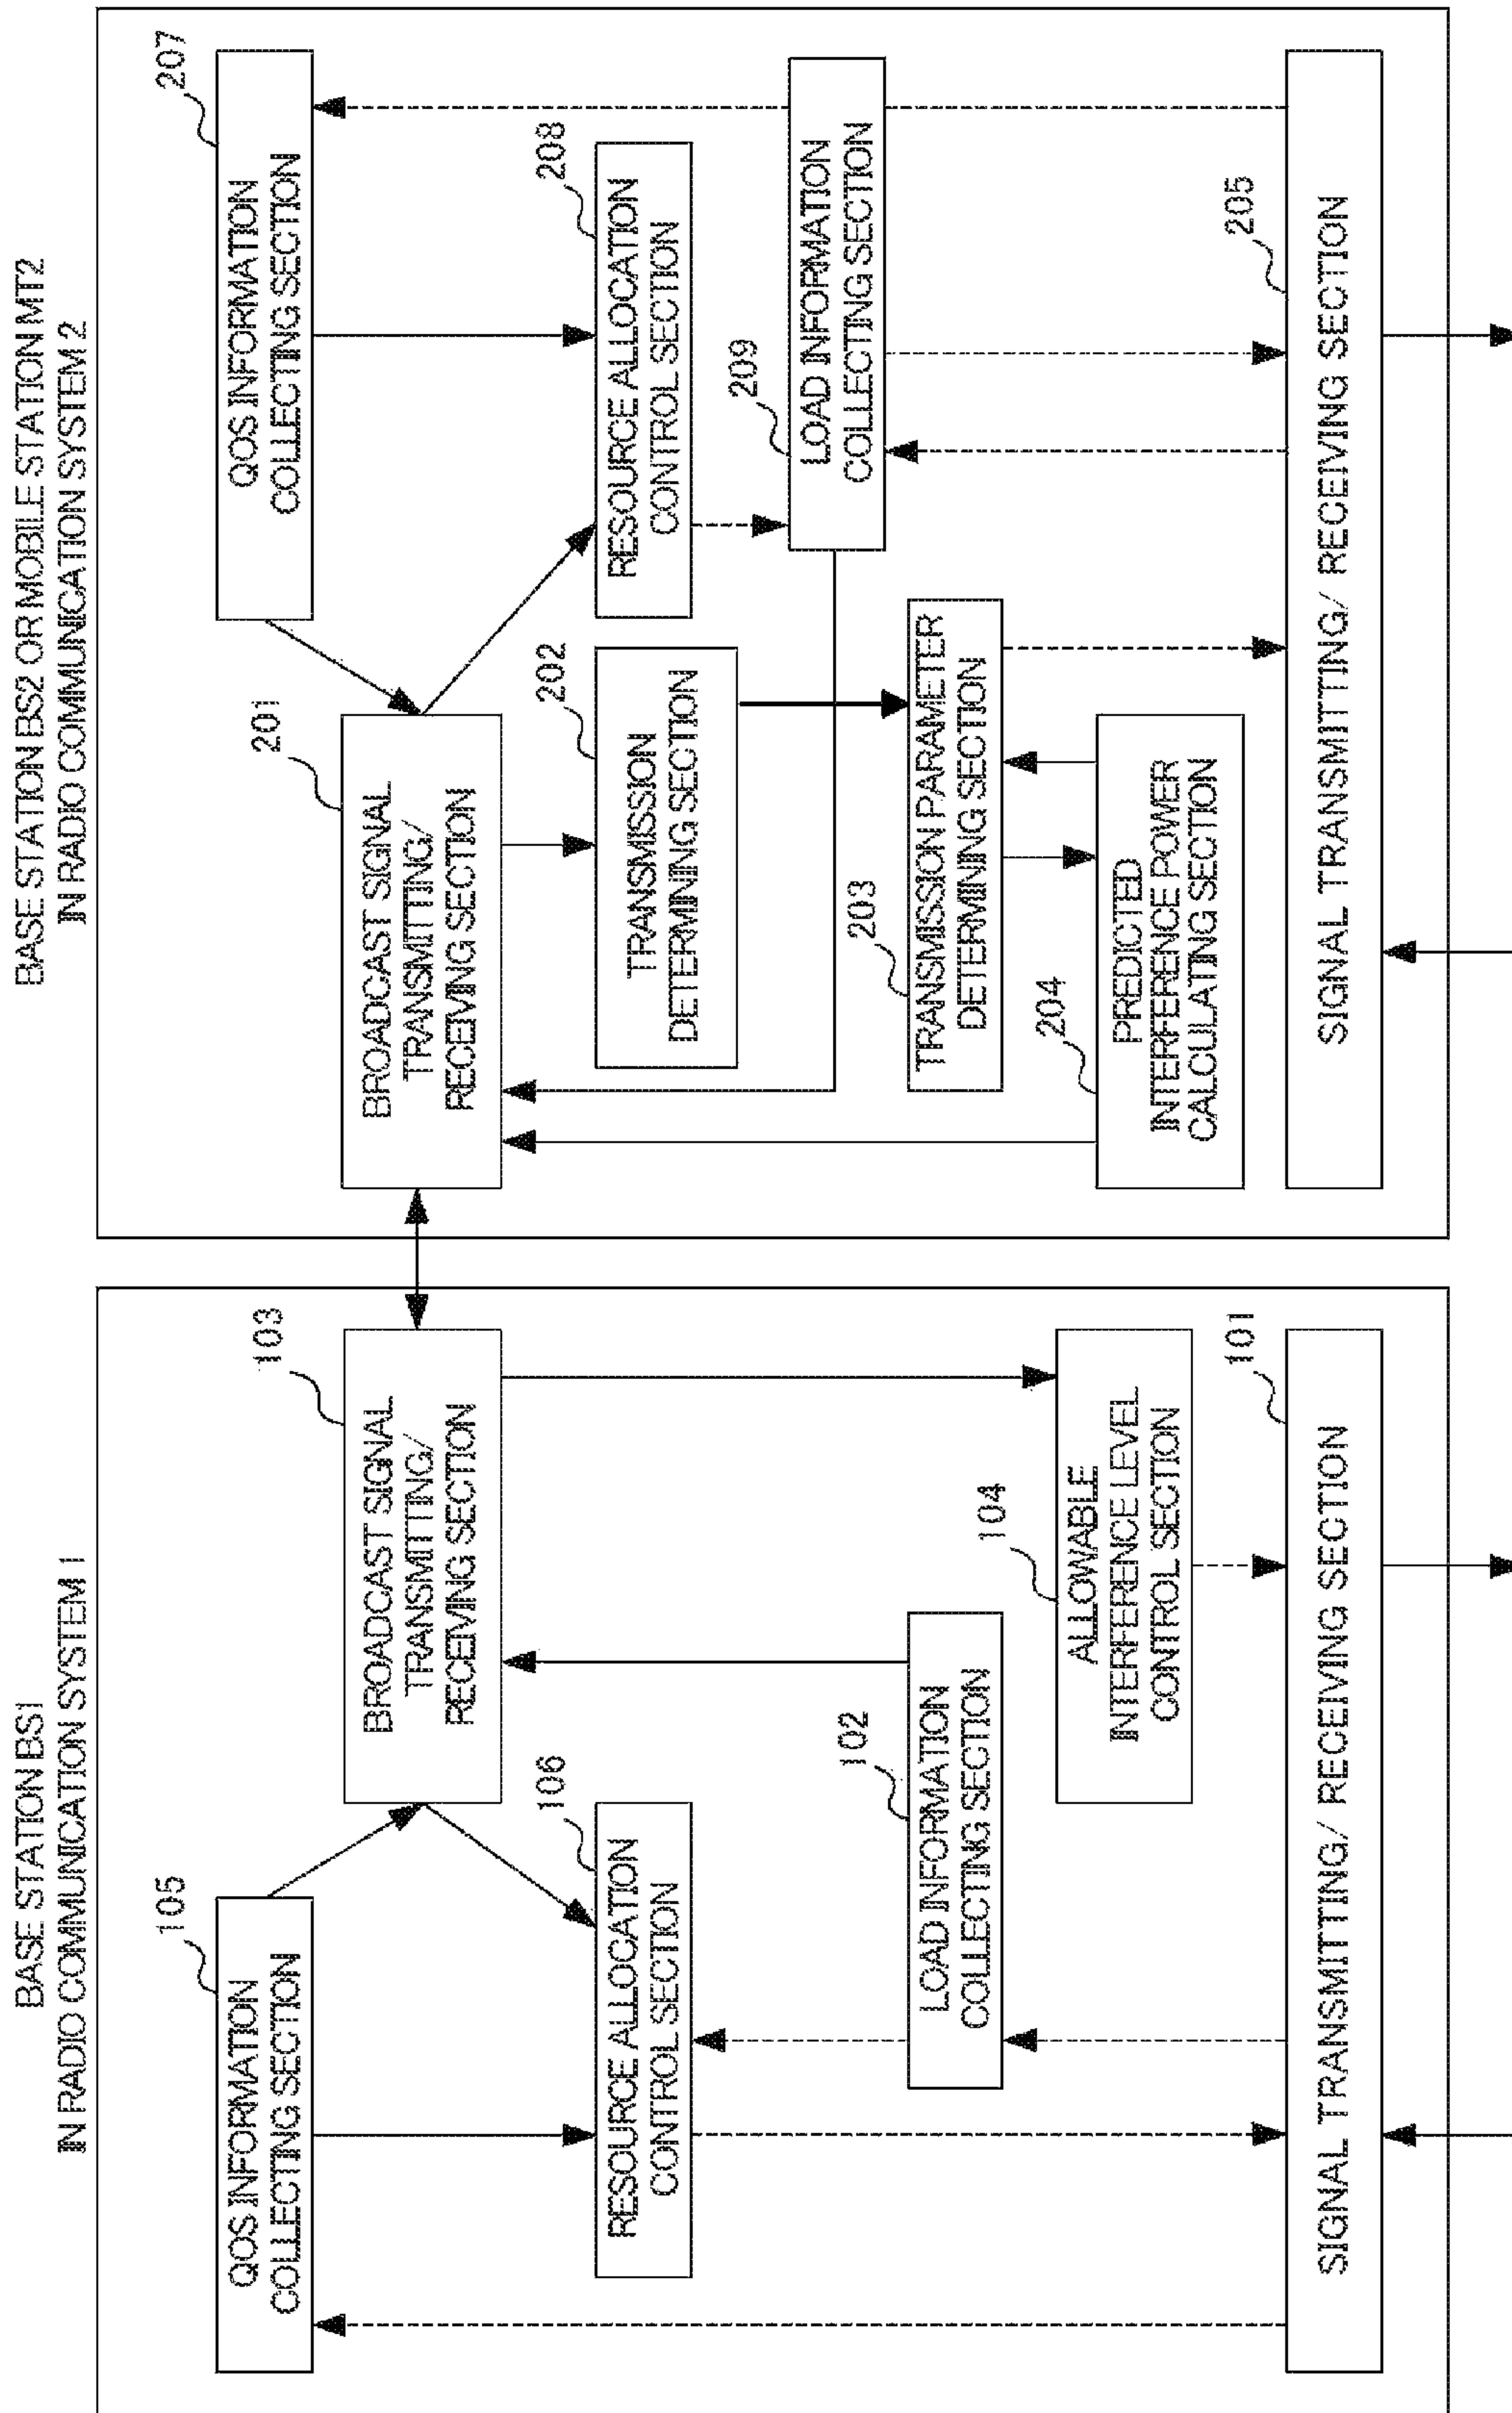 BASE STATION BS1
IN RADIO COMMUNICATION SYSTEM 1
105
QOS INFORMATION
COLLECTING SECTION
103
BROADCAST SIGNAL
TRANSMITTING/
RECEIVING SECTION
106
RESOURCE ALLOCATION
CONTROL SECTION
102
LOAD INFORMATION
COLLECTING SECTION
104
ALLOWABLE
INTERFERENCE LEVEL
CONTROL SECTION
101
SIGNAL TRANSMITTING/ RECEIVING SECTION
BASE STATION BS2 OR MOBILE STATION MT2
IN RADIO COMMUNICATION SYSTEM 2
207
QOS INFORMATION
COLLECTING SECTION
201
BROADCAST SIGNAL
TRANSMITTING/
RECEIVING SECTION
202
TRANSMISSION
DETERMINING SECTION
208
RESOURCE ALLOCATION
CONTROL SECTION
209
LOAD INFORMATION
COLLECTING SECTION
203
TRANSMISSION PARAMETER
DETERMINING SECTION
204
PREDICTED
INTERFERENCE POWER
CALCULATING SECTION
205
SIGNAL TRANSMITTING/ RECEIVING SECTION